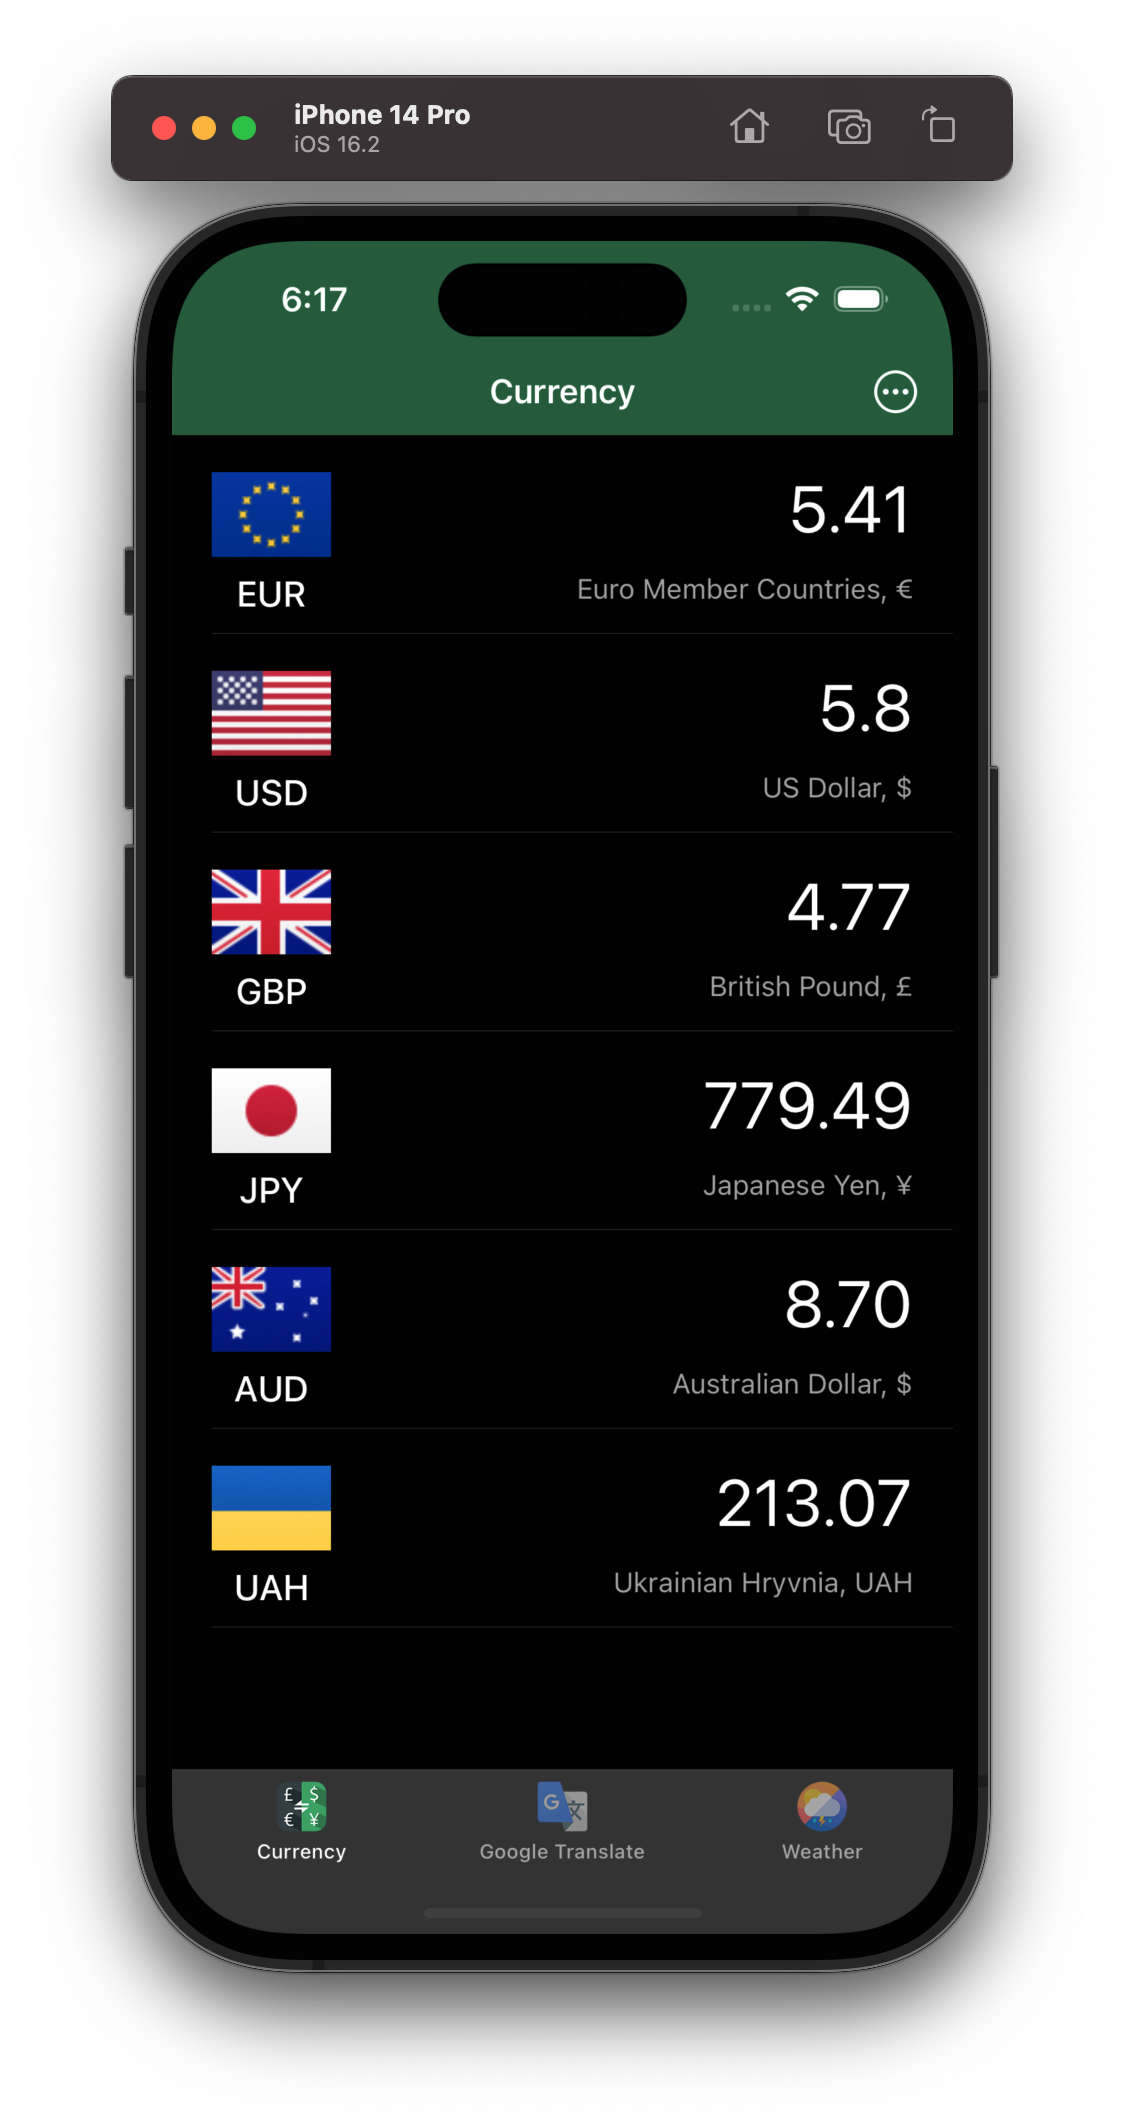 iPhone 14 Pro
iOS 16.2
6:17
Currency
5.41
EUR
Euro Member Countries, €
5.8
USD
US Dollar, $
4.77
GBP
British Pound, £
779.49
JPY
Japanese Yen, ¥
8.70
AUD
Australian Dollar, $
213.07
UAH
Ukrainian Hryvnia, UAH
£ $
€ ¥
G 文
Currency
Google Translate
Weather